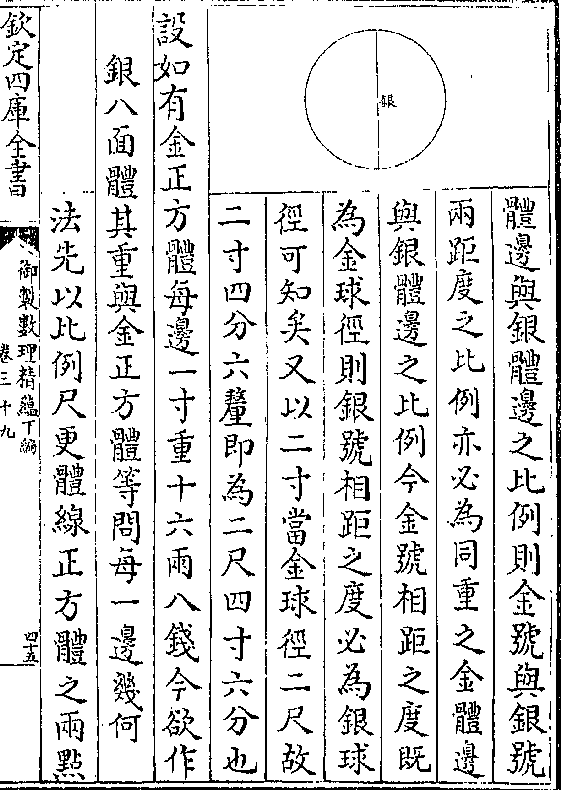 銀
體邊與銀體邊之比例則金號與銀號
兩距度之比例亦必為同重之金體邊
與銀體邊之比例今金號相距之度既
為金球徑則銀號相距之度必為銀球
徑可知矣又以二寸當金球徑二尺故
二寸四分六釐即為二尺四寸六分也
設如有金正方體每邊一寸重十六兩八錢今欲作
銀八面體其重與金正方體等問每一邊幾何
法先以比例尺更體線正方體之兩㸃
欽定四庫全書
御製數理精蘊下編
卷三十九
四十五